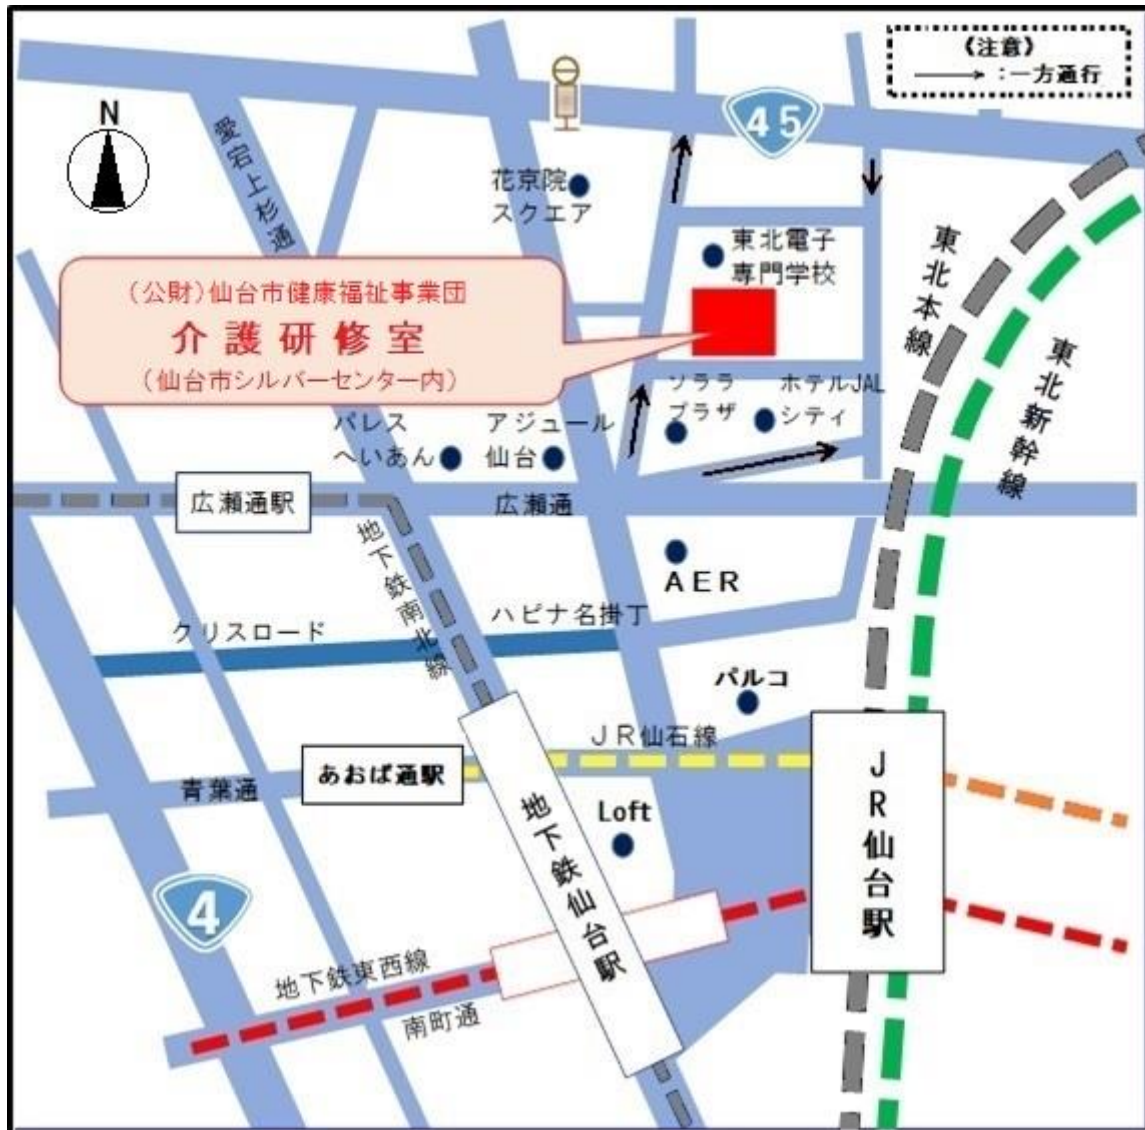 《注意》
:一方通行
N
45
愛宕上杉通
花京院
スクエア
東北電子
専門学校
東北本線
東北新幹線
(公財)仙台市健康福祉事業団
介護研修室
(仙台市シルバーセンター内)
ソララ
プラザ
ホテルJAL
シティ
パレス
へいあん
アジュール
仙台
広瀬通駅
広瀬通
地下鉄南北線
AER
ハピナ名掛丁
クリスロード
パルコ
JR仙石線
あおば通駅
青葉通
Loft
地下鉄仙台駅
JR仙台駅
4
地下鉄東西線
南町通